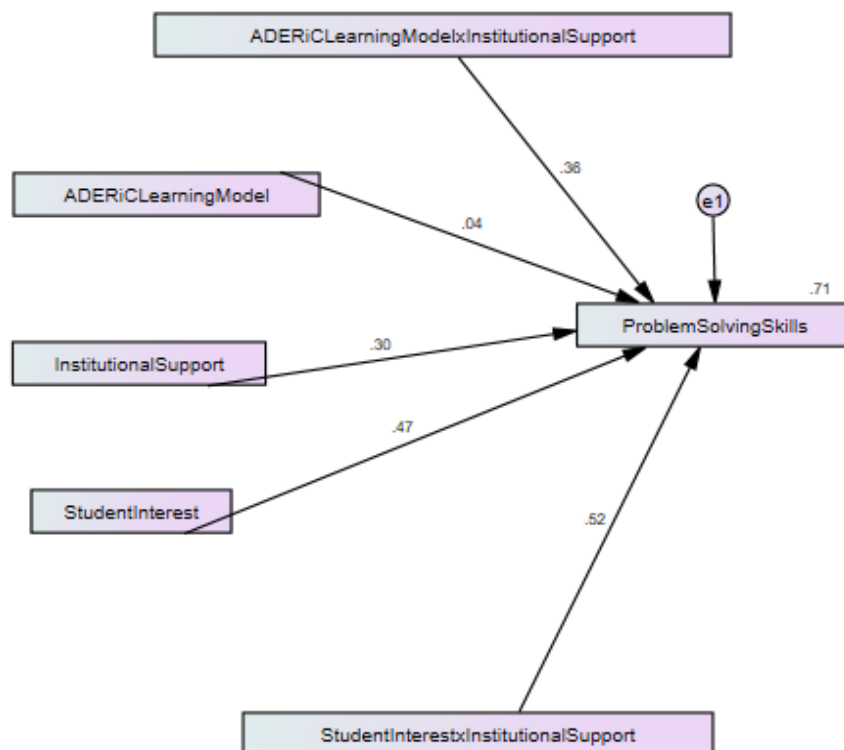 ADERiCLearningModelxInstitutionalSupport
.36
ADERiCLearningModel
e1
.04
.71
ProblemSolvingSkills
.30
InstitutionalSupport
.47
StudentInterest
.52
StudentInterestxInstitutionalSupport